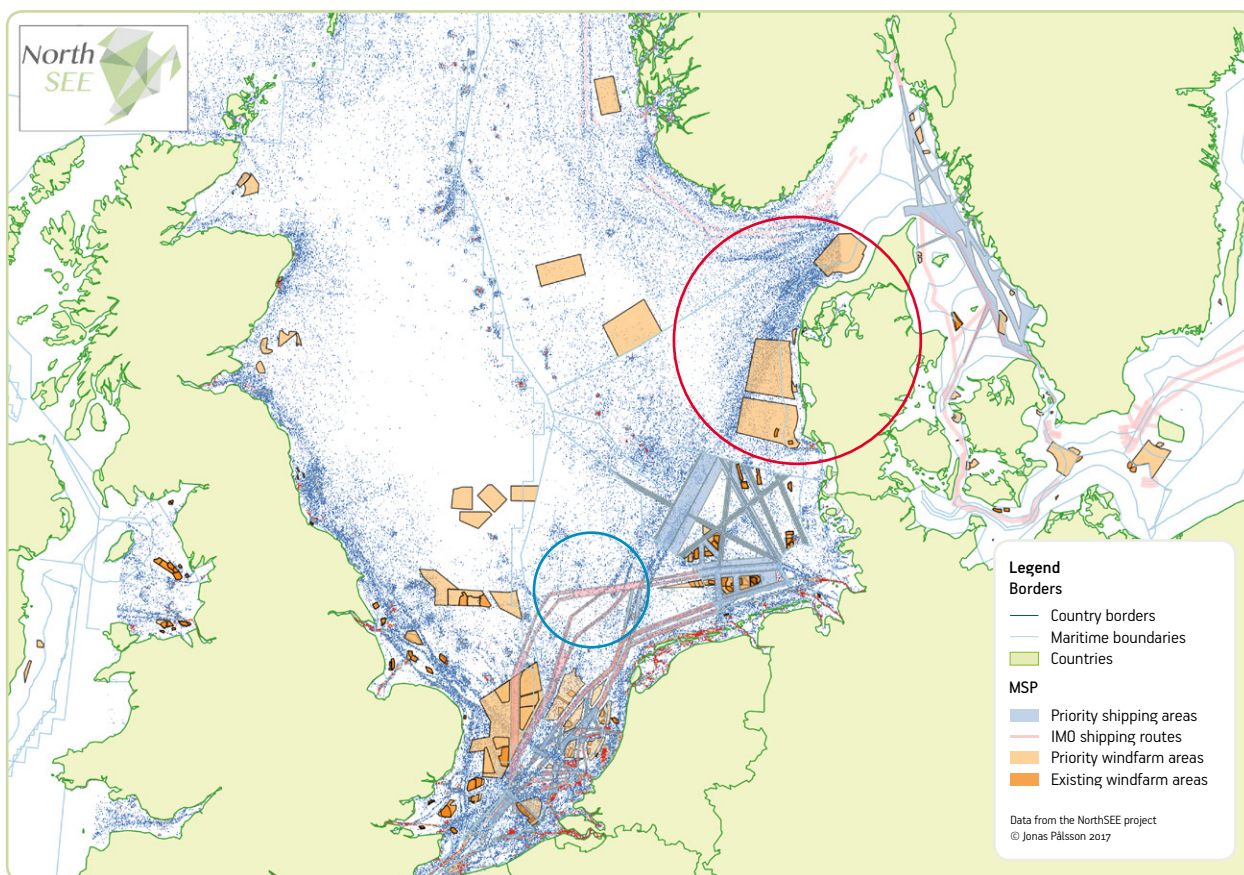 North
SEE
Legend
Borders
Country borders
Maritime boundaries
Countries
MSP
Priority shipping areas
IMO shipping routes
Priority windfarm areas
Existing windfarm areas
Data from the NorthSEE project
© Jonas Pålsson 2017